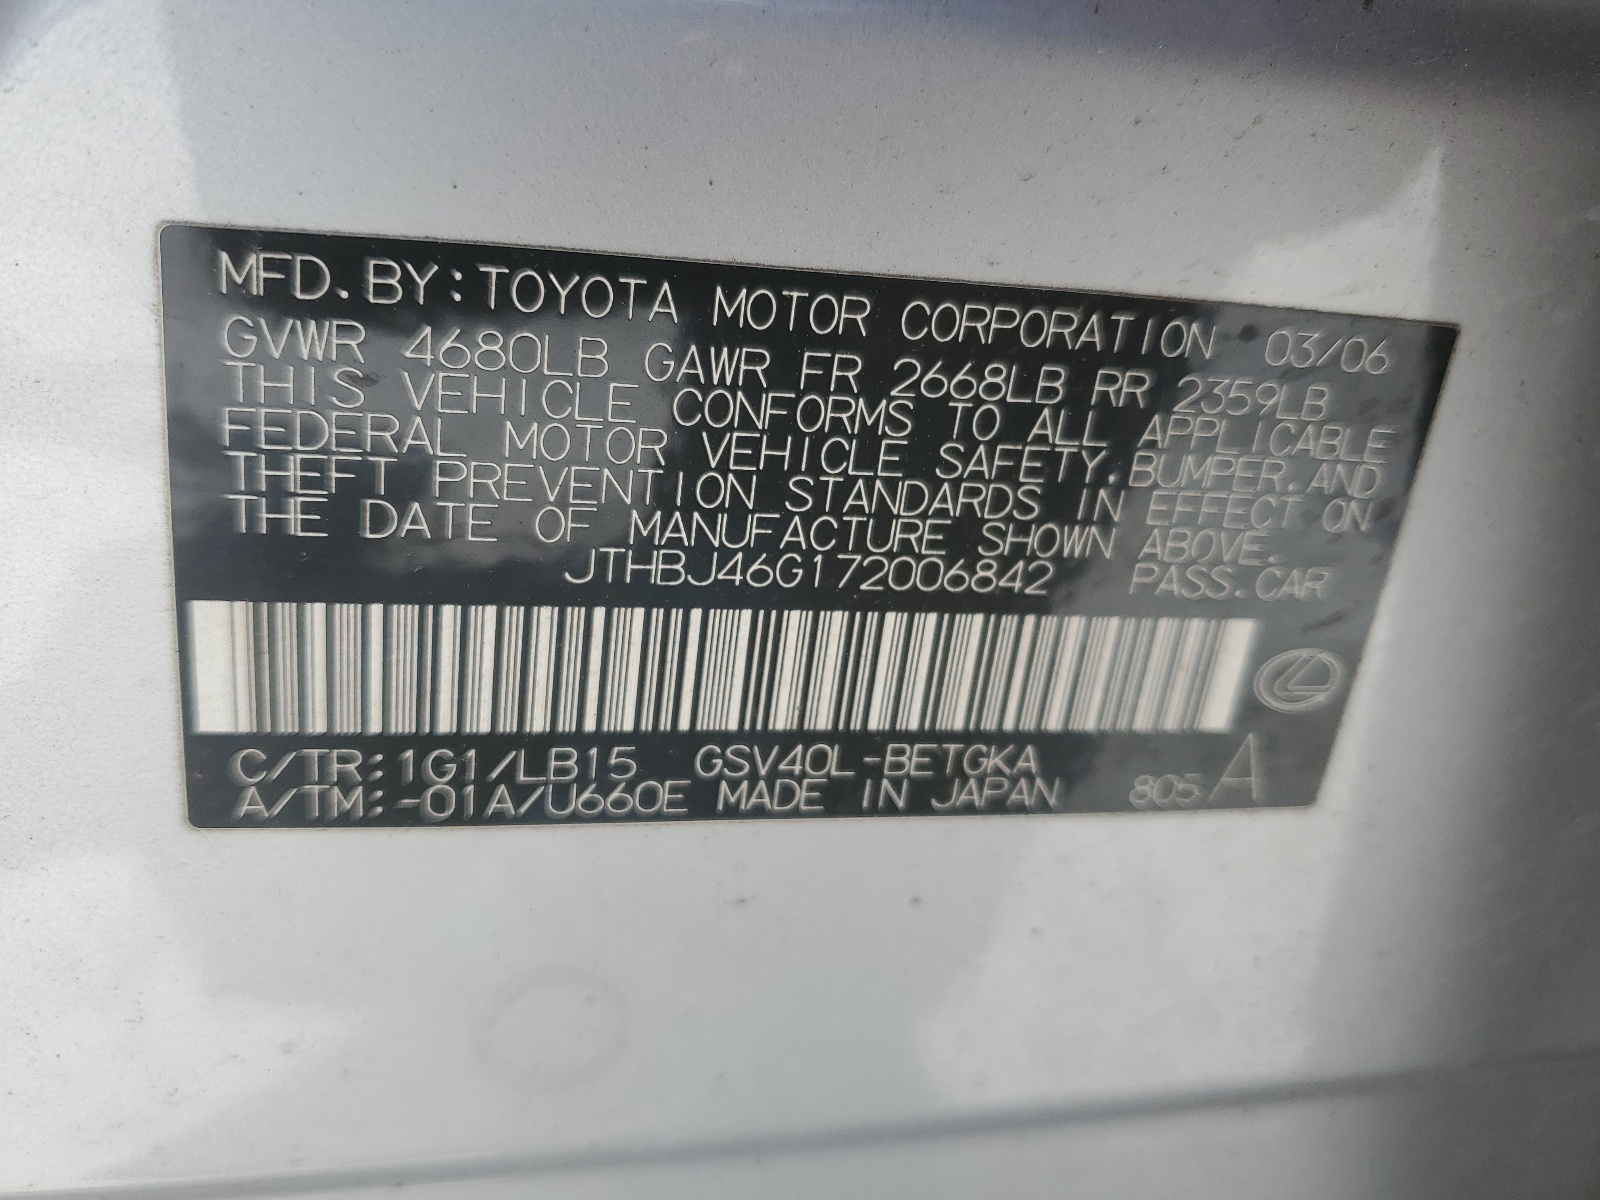 MFD. BY: TOYOTA MOTOR CORPORATION 03/06
GVWR 4680LB GAWR FR 2668LB RR 2359LB
THIS VEHICLE CONFORMS TO ALL APPLICABLE
FEDERAL MOTOR VEHICLE SAFETY, BUMPER, AND
THEFT PREVENTION STANDARDS IN EFFECT ON
THE DATE OF MANUFACTURE SHOWN ABOVE.
JTHBJ46G172006842 PASS. CAR
C/TR: 1G1/LB15 GSV40L-BETGKA
A/TM: -01A/U660E MADE IN JAPAN 805 A